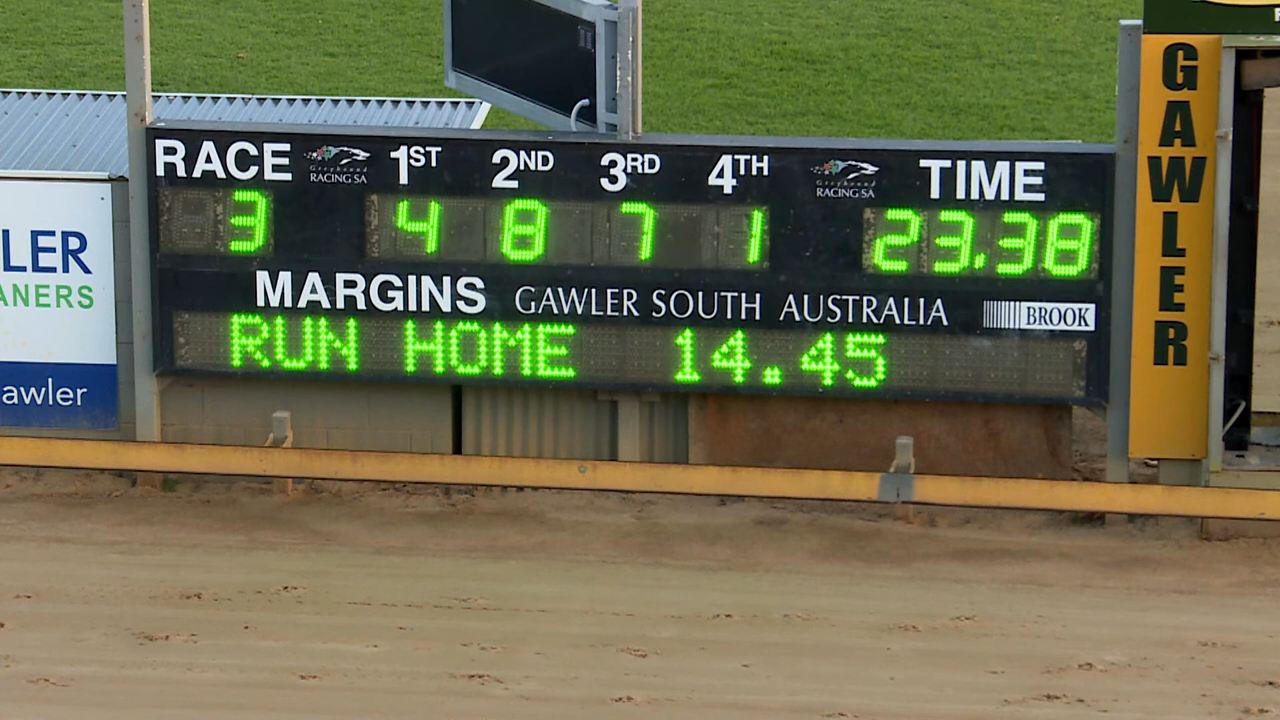 RACE 1ST 2ND 3RD 4TH TIME
Greyhound RACING SA
Greyhound RACING SA
3 4 8 7 1 23.38
MARGINS GAWLER SOUTH AUSTRALIA BROOK
RUN HOME 14.45
LER
ANERS
awler
GAWLER